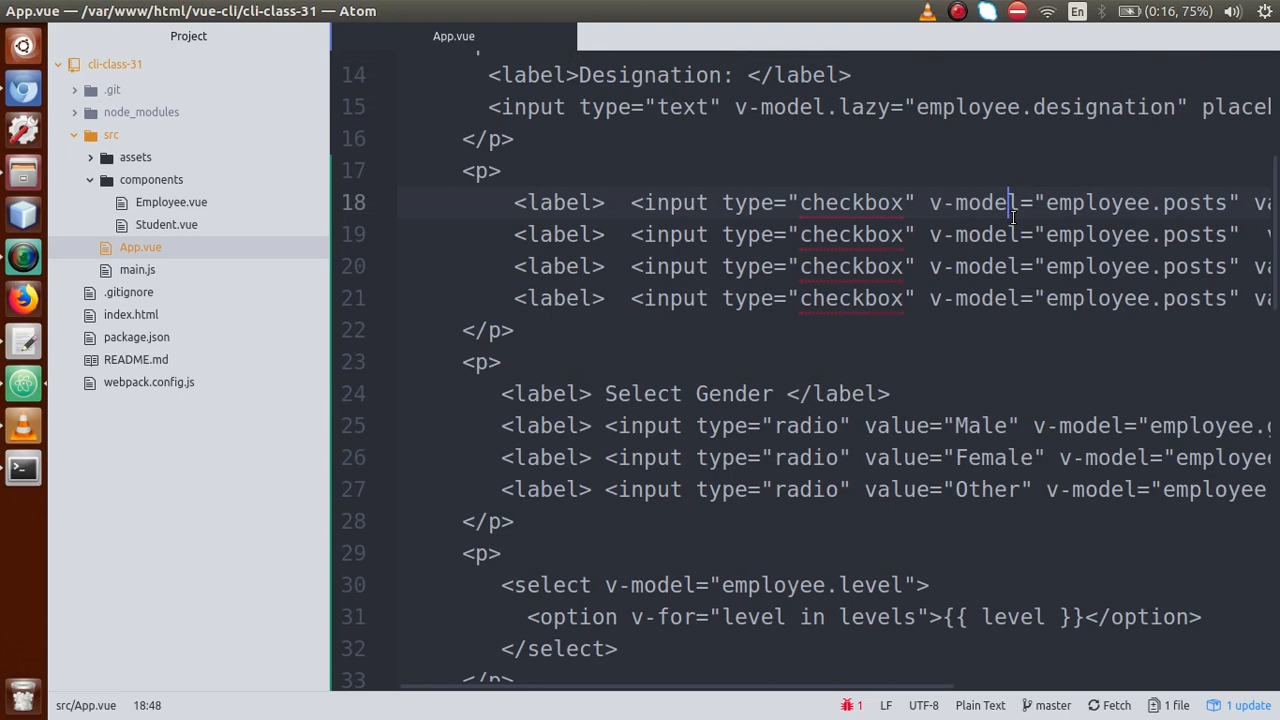 App.vue — /var/www/html/vue-cli/cli-class-31 — Atom
En
(0:16, 75%)
Project
App.vue
cli-class-31
.git
node_modules
src
assets
components
Employee.vue
Student.vue
App.vue
main.js
.gitignore
index.html
package.json
README.md
webpack.config.js
14 <label>Designation: </label>
15 <input type="text" v-model.lazy="employee.designation" placeh
16 </p>
17 <p>
18 <label>  <input type="checkbox" v-model="employee.posts" va
19 <label>  <input type="checkbox" v-model="employee.posts"  va
20 <label>  <input type="checkbox" v-model="employee.posts" va
21 <label>  <input type="checkbox" v-model="employee.posts" va
22 </p>
23 <p>
24 <label> Select Gender </label>
25 <label> <input type="radio" value="Male" v-model="employee.g
26 <label> <input type="radio" value="Female" v-model="employee
27 <label> <input type="radio" value="Other" v-model="employee
28 </p>
29 <p>
30 <select v-model="employee.level">
31 <option v-for="level in levels">{{ level }}</option>
32 </select>
33 </p>
src/App.vue 18:48
1 LF UTF-8 Plain Text master Fetch 1 file 1 update